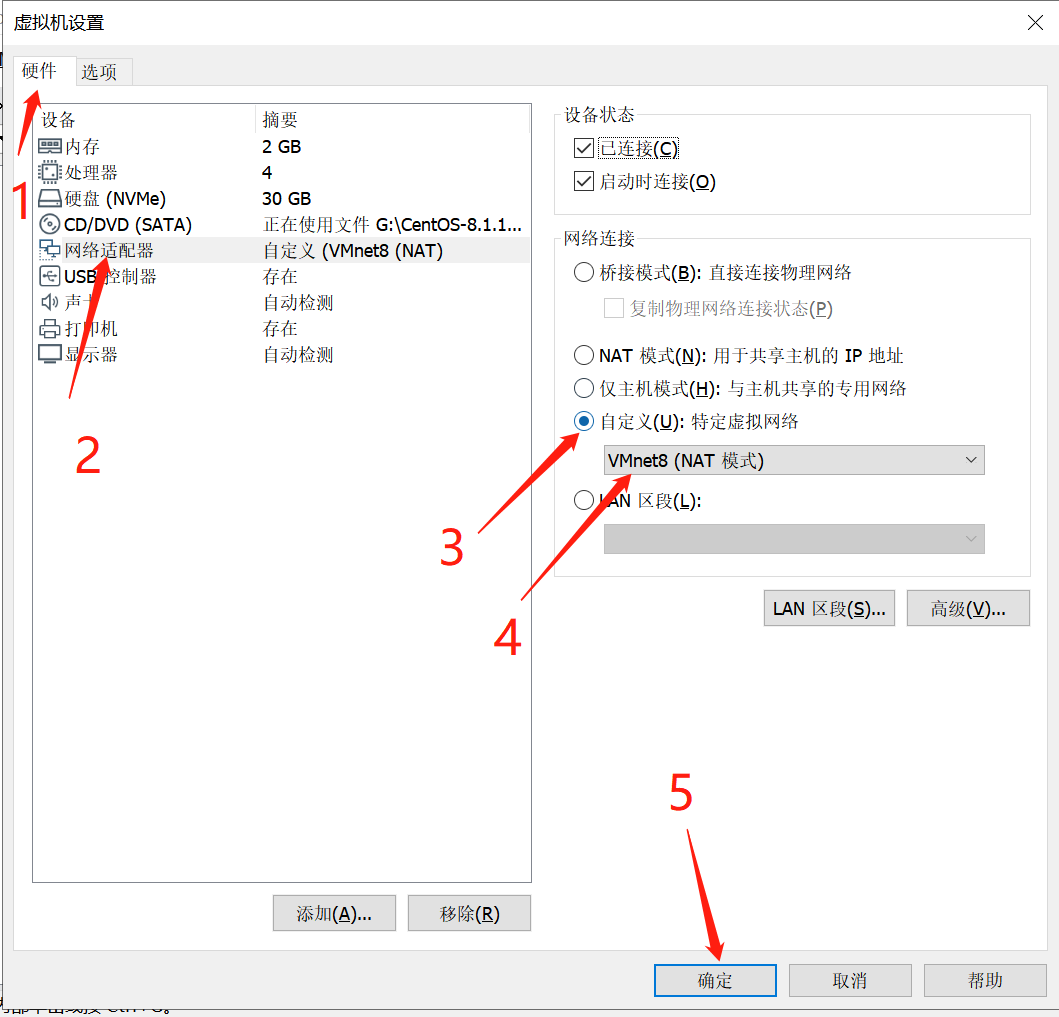 虚拟机设置
硬件 选项
设备 摘要
内存 2 GB
处理器 4
硬盘 (NVMe) 30 GB
CD/DVD (SATA) 正在使用文件 G:\CentOS-8.1.1...
网络适配器 自定义 (VMnet8 (NAT)
USB 控制器 存在
声卡 自动检测
打印机 存在
显示器 自动检测
1
2
添加(A)... 移除(R)
设备状态
已连接(C)
启动时连接(O)
网络连接
桥接模式(B): 直接连接物理网络
复制物理网络连接状态(P)
NAT 模式(N): 用于共享主机的 IP 地址
仅主机模式(H): 与主机共享的专用网络
自定义(U): 特定虚拟网络
VMnet8 (NAT 模式)
LAN 区段(L):
3
4
LAN 区段(S)... 高级(V)...
5
确定 取消 帮助